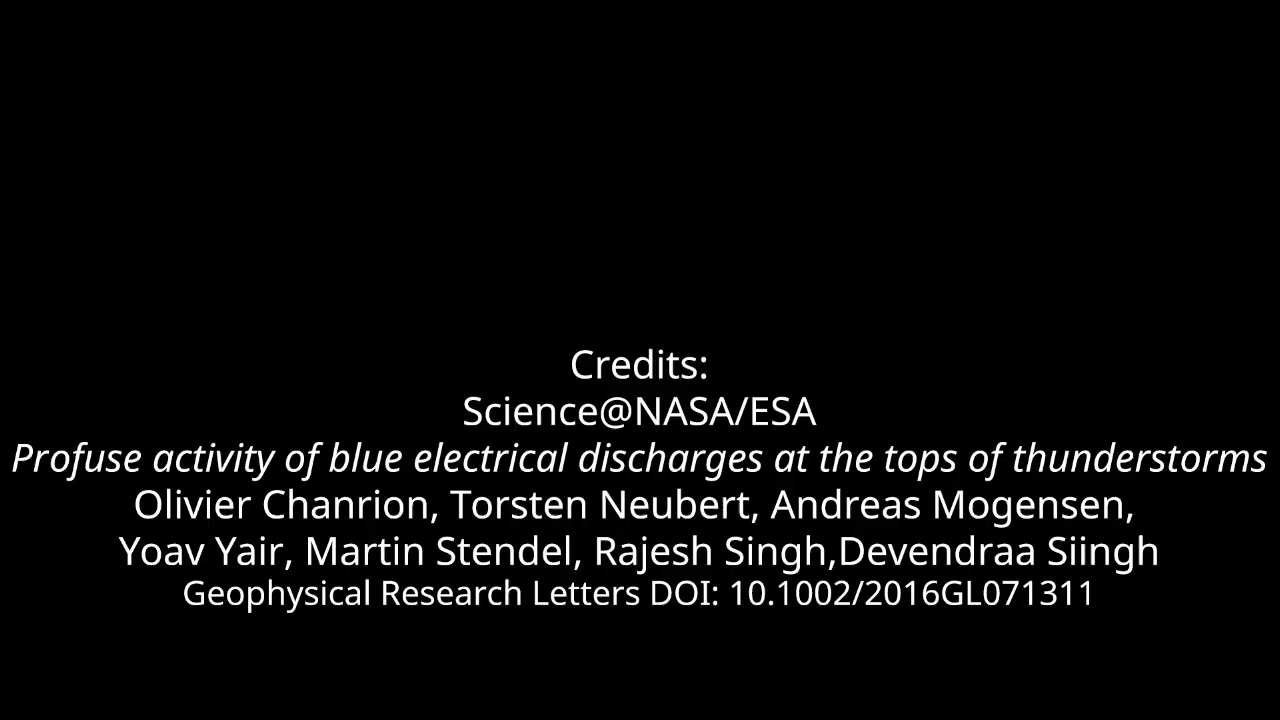 Credits:
Science@NASA/ESA
Profuse activity of blue electrical discharges at the tops of thunderstorms
Olivier Chanrion, Torsten Neubert, Andreas Mogensen,
Yoav Yair, Martin Stendel, Rajesh Singh,Devendraa Siingh
Geophysical Research Letters DOI: 10.1002/2016GL071311